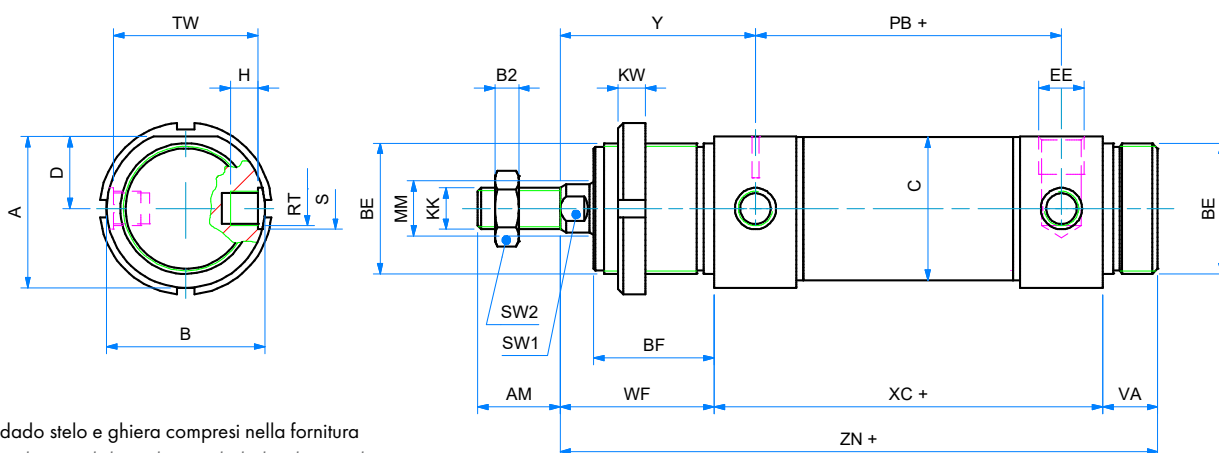 TW
Y
PB +
H
B2
KW
EE
D
A
RT
S
BE
MM
KK
C
BE
B
SW2
SW1
BF
AM
WF
XC +
VA
ZN +
dado stelo e ghiera compresi nella fornitura